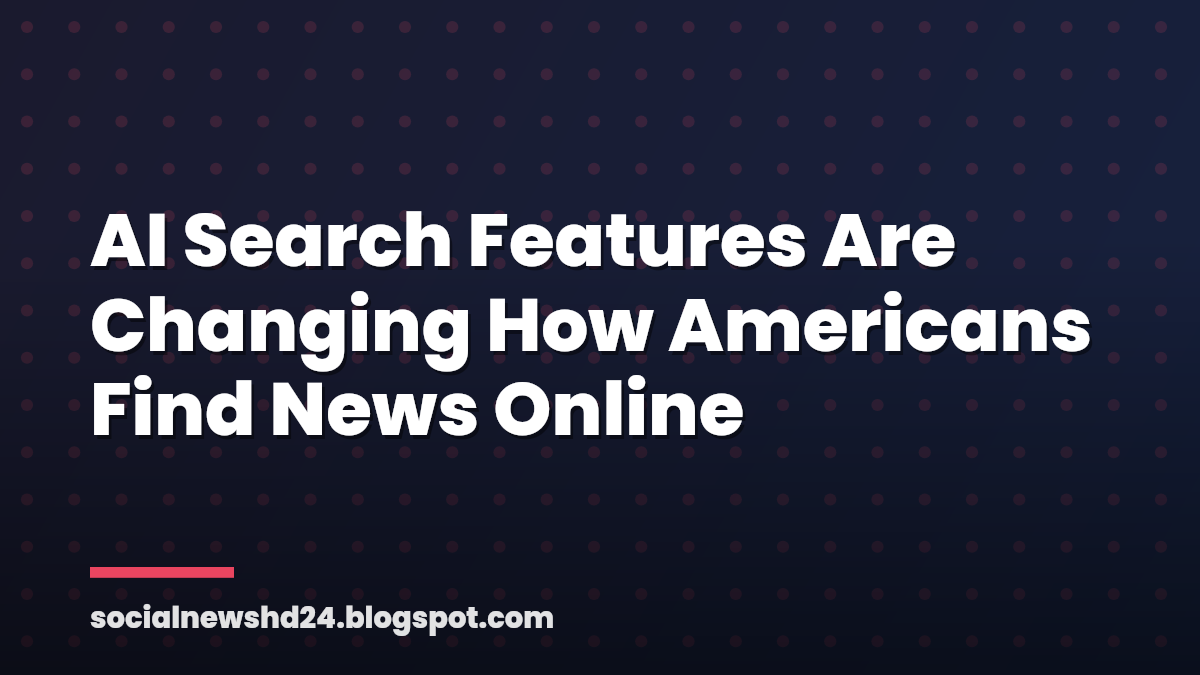 AI Search Features Are
Changing How Americans
Find News Online
socialnewshd24.blogspot.com